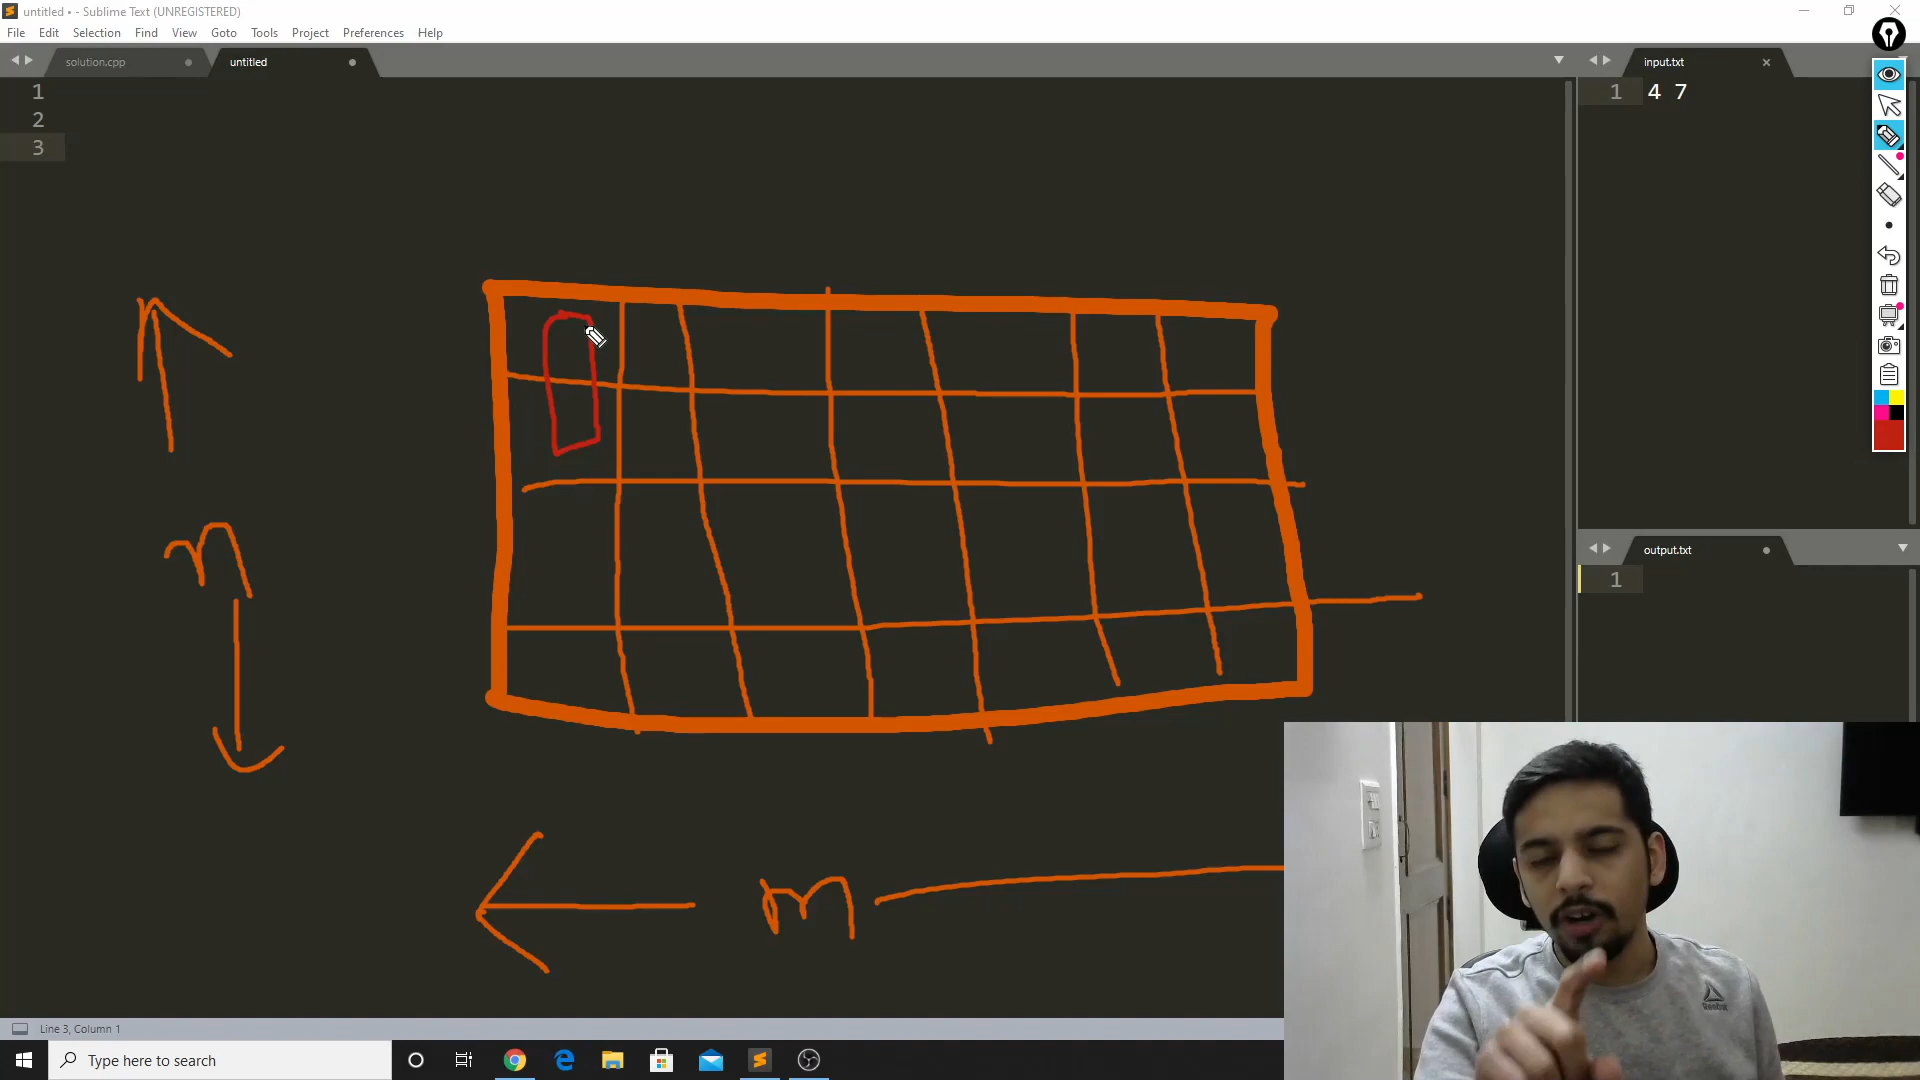 untitled • - Sublime Text (UNREGISTERED)
File Edit Selection Find View Goto Tools Project Preferences Help
solution.cpp
untitled
input.txt
1
2
3
1 4 7
output.txt
1
n
m
Reebok
Line 3, Column 1
Type here to search